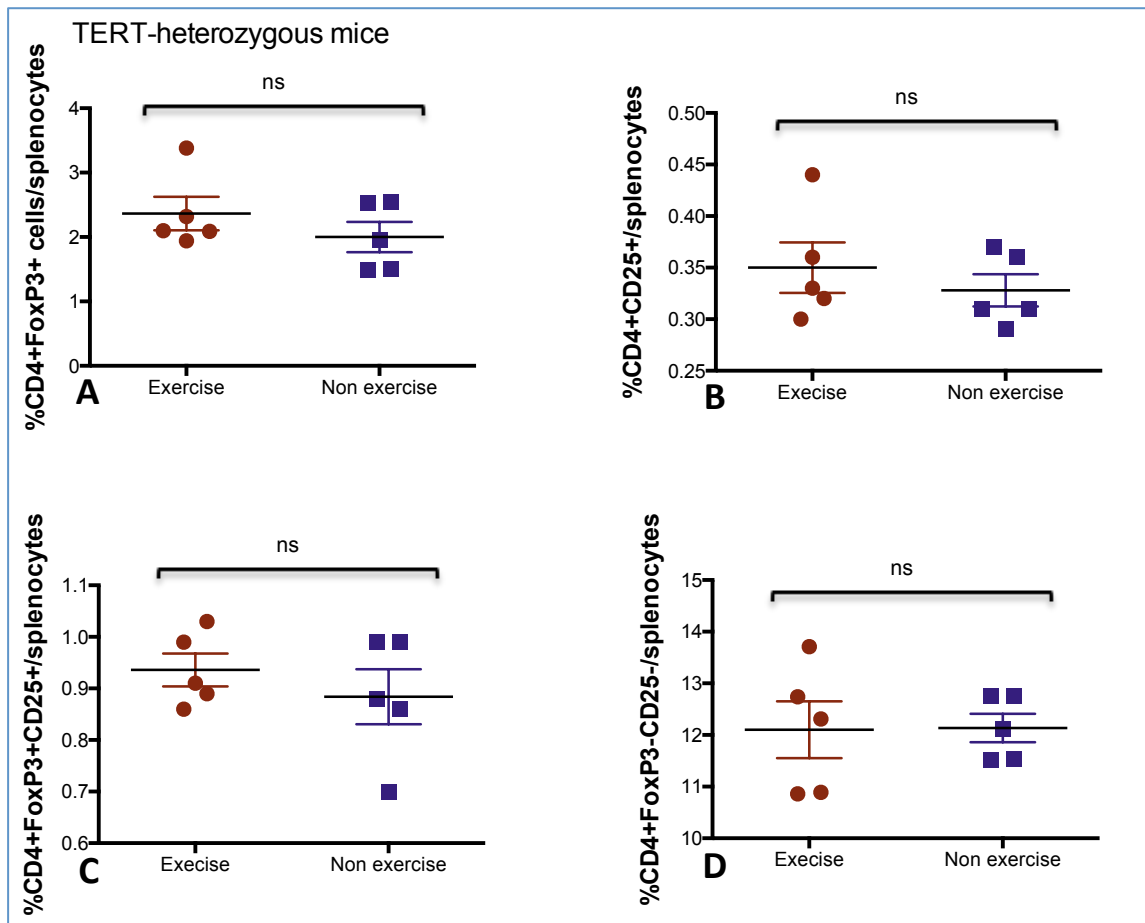 TERT-heterozygous mice
%CD4+FoxP3+ cells/splenocytes
ns
4
3
2
1
0
Exercise
Non exercise
A
%CD4+CD25+/splenocytes
ns
0.50
0.45
0.40
0.35
0.30
0.25
Execise
Non exercise
B
%CD4+FoxP3+CD25+/splenocytes
ns
1.1
1.0
0.9
0.8
0.7
0.6
Execise
Non exercise
C
%CD4+FoxP3-CD25-/splenocytes
ns
15
14
13
12
11
10
Execise
Non exercise
D